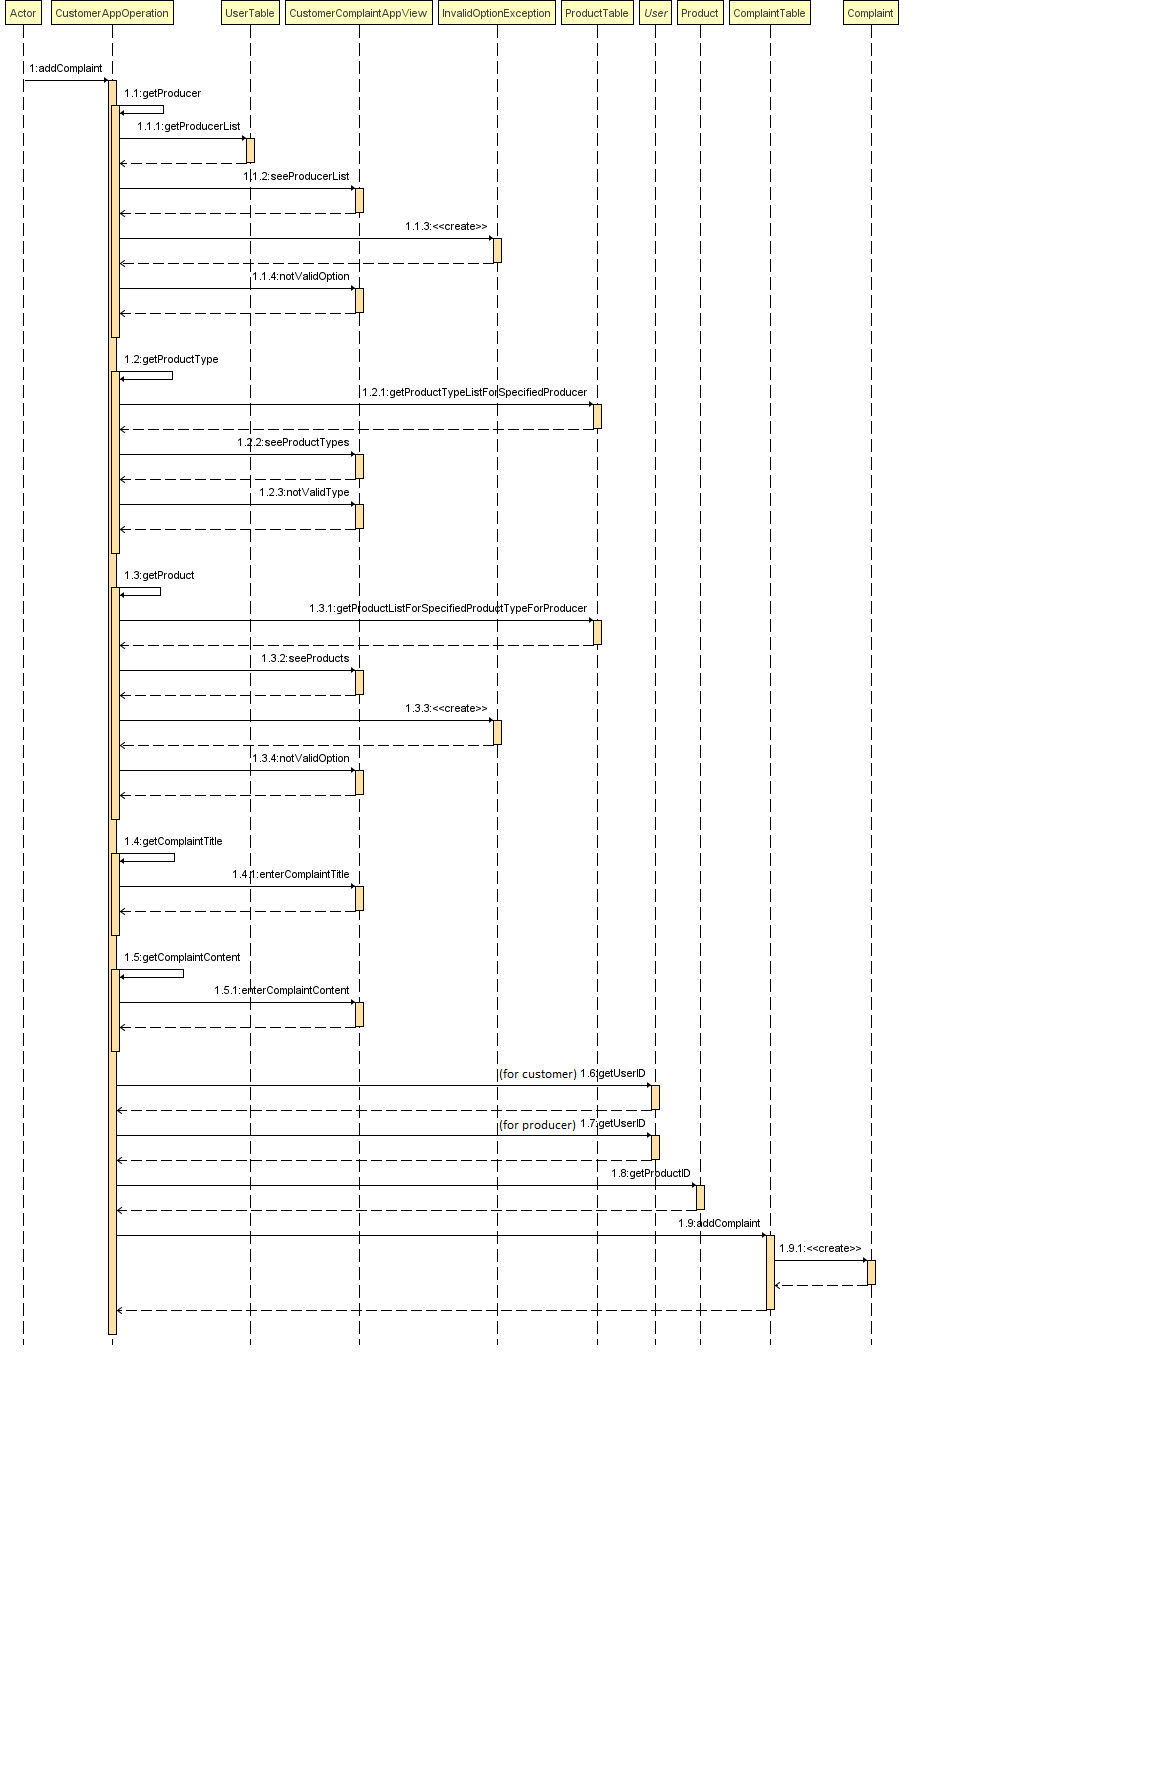 Actor CustomerAppOperation UserTable CustomerComplaintAppView InvalidOptionException ProductTable User Product ComplaintTable Complaint
1:addComplaint
1.1:getProducer
1.1.1:getProducerList
1.1.2:seeProducerList
1.1.3:<<create>>
1.1.4:notValidOption
1.2:getProductType
1.2.1:getProductTypeListForSpecifiedProducer
1.2.2:seeProductTypes
1.2.3:notValidType
1.3:getProduct
1.3.1:getProductListForSpecifiedProductTypeForProducer
1.3.2:seeProducts
1.3.3:<<create>>
1.3.4:notValidOption
1.4:getComplaintTitle
1.4.1:enterComplaintTitle
1.5:getComplaintContent
1.5.1:enterComplaintContent
(for customer) 1.6:getUserID
(for producer) 1.7:getUserID
1.8:getProductID
1.9:addComplaint
1.9.1:<<create>>